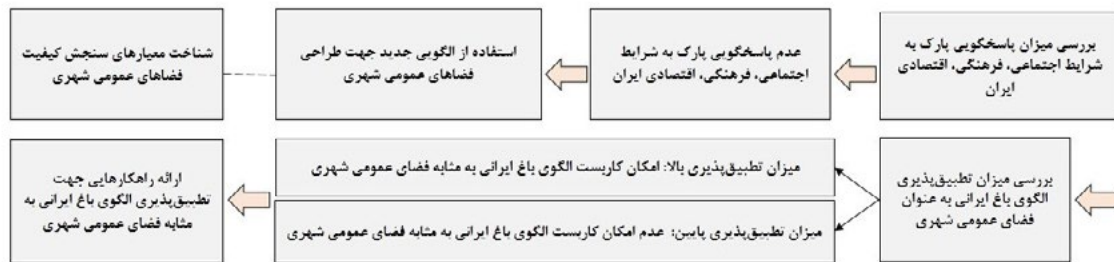 بررسی میزان پاسخگویی پارک به
شرایط اجتماعی، فرهنگی، اقتصادی
ایران
عدم پاسخگویی پارک به شرایط
اجتماعی، فرهنگی، اقتصادی ایران
استفاده از الگویی جدید جهت طراحی
فضاهای عمومی شهری
شناخت معیارهای سنجش کیفیت
فضاهای عمومی شهری
بررسی میزان تطبیق‌پذیری
الگوی باغ ایرانی به عنوان
فضای عمومی شهری
میزان تطبیق‌پذیری بالا: امکان کاربست الگوی باغ ایرانی به مثابه فضای عمومی شهری
میزان تطبیق‌پذیری پایین: عدم امکان کاربست الگوی باغ ایرانی به مثابه فضای عمومی شهری
ارائه راهکارهایی جهت
تطبیق‌پذیری الگوی باغ ایرانی به
مثابه فضای عمومی شهری